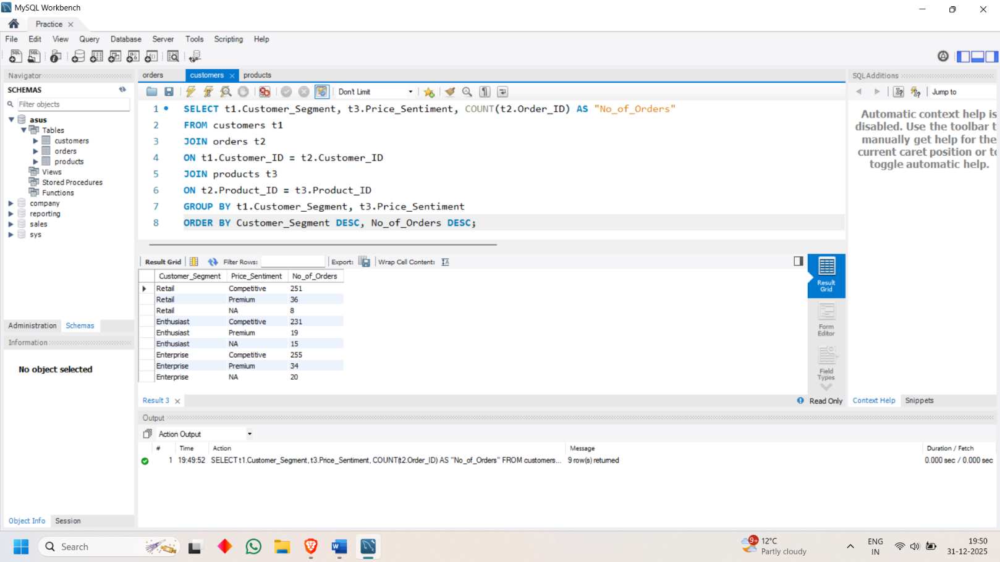 MySQL Workbench
Practice
File Edit View Query Database Server Tools Scripting Help
Navigator
SCHEMAS
Filter objects
asus
Tables
customers
orders
products
Views
Stored Procedures
Functions
company
reporting
sales
sys
Administration Schemas
Information
No object selected
Object Info Session
orders customers products
Don't Limit
1 SELECT t1.Customer_Segment, t3.Price_Sentiment, COUNT(t2.Order_ID) AS "No_of_Orders"
2 FROM customers t1
3 JOIN orders t2
4 ON t1.Customer_ID = t2.Customer_ID
5 JOIN products t3
6 ON t2.Product_ID = t3.Product_ID
7 GROUP BY t1.Customer_Segment, t3.Price_Sentiment
8 ORDER BY Customer_Segment DESC, No_of_Orders DESC;
Result Grid Filter Rows: Export: Wrap Cell Content:
Customer_Segment Price_Sentiment No_of_Orders
Retail Competitive 251
Retail Premium 36
Retail NA 8
Enthusiast Competitive 231
Enthusiast Premium 19
Enthusiast NA 15
Enterprise Competitive 255
Enterprise Premium 34
Enterprise NA 20
Result
Grid
Form
Editor
Field
Types
Result 3
Read Only
SQLAdditions
Jump to
Automatic context help is
disabled. Use the toolbar t
manually get help for the
current caret position or to
toggle automatic help.
Context Help Snippets
Output
Action Output
# Time Action Message Duration / Fetch
1 19:49:52 SELECT t1.Customer_Segment, t3.Price_Sentiment, COUNT(t2.Order_ID) AS "No_of_Orders" FROM customers... 9 row(s) returned 0.000 sec / 0.000 sec
Search
9+
12°C
Partly cloudy
ENG
IN
19:50
31-12-2025